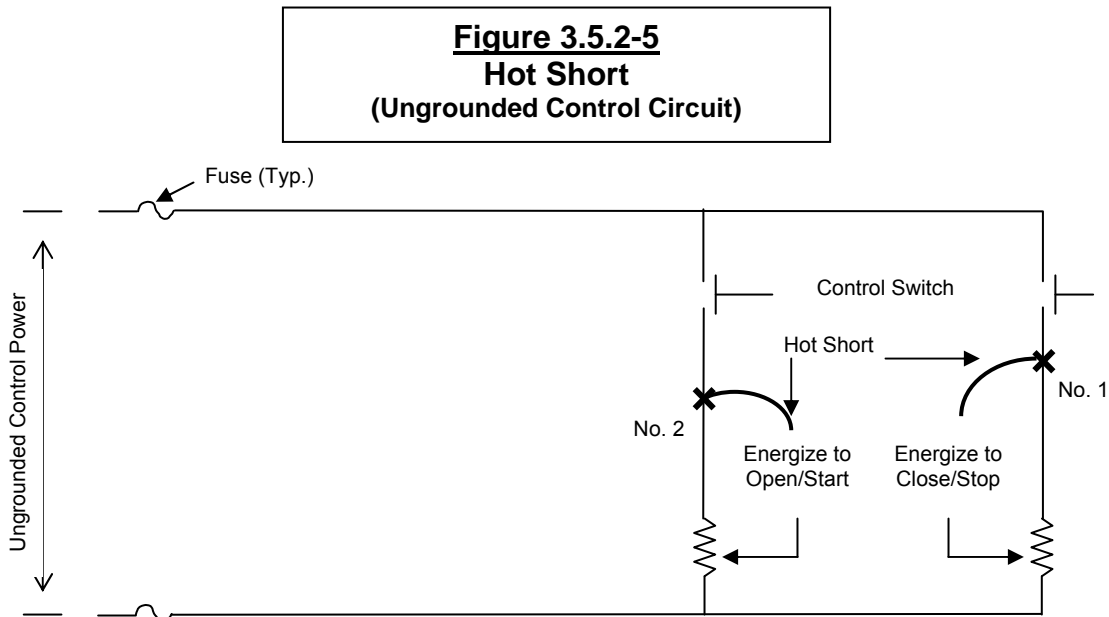 Figure 3.5.2-5
Hot Short
(Ungrounded Control Circuit)
Fuse (Typ.)
Ungrounded Control Power
Control Switch
Hot Short
No. 1
No. 2
Energize to
Open/Start
Energize to
Close/Stop